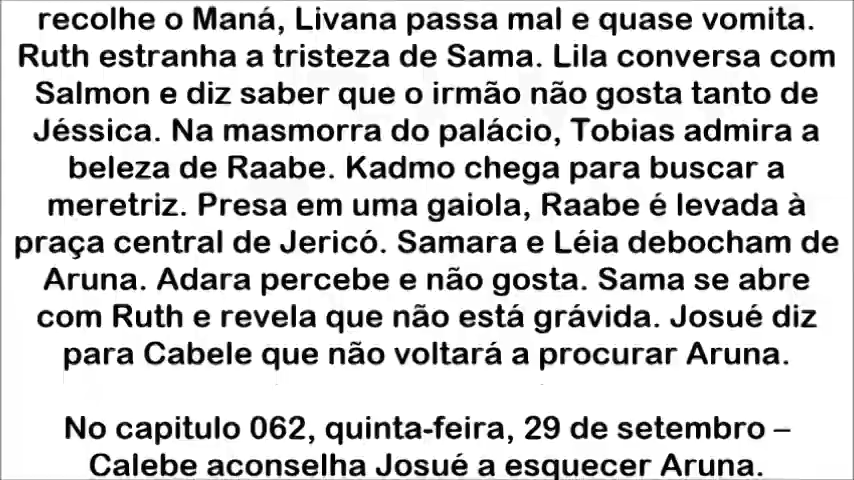 recolhe o Maná, Livana passa mal e quase vomita.
Ruth estranha a tristeza de Sama. Lila conversa com
Salmon e diz saber que o irmão não gosta tanto de
Jéssica. Na masmorra do palácio, Tobias admira a
beleza de Raabe. Kadmo chega para buscar a
meretriz. Presa em uma gaiola, Raabe é levada à
praça central de Jericó. Samara e Léia debocham de
Aruna. Adara percebe e não gosta. Sama se abre
com Ruth e revela que não está grávida. Josué diz
para Cabele que não voltará a procurar Aruna.
No capitulo 062, quinta-feira, 29 de setembro –
Calebe aconselha Josué a esquecer Aruna.